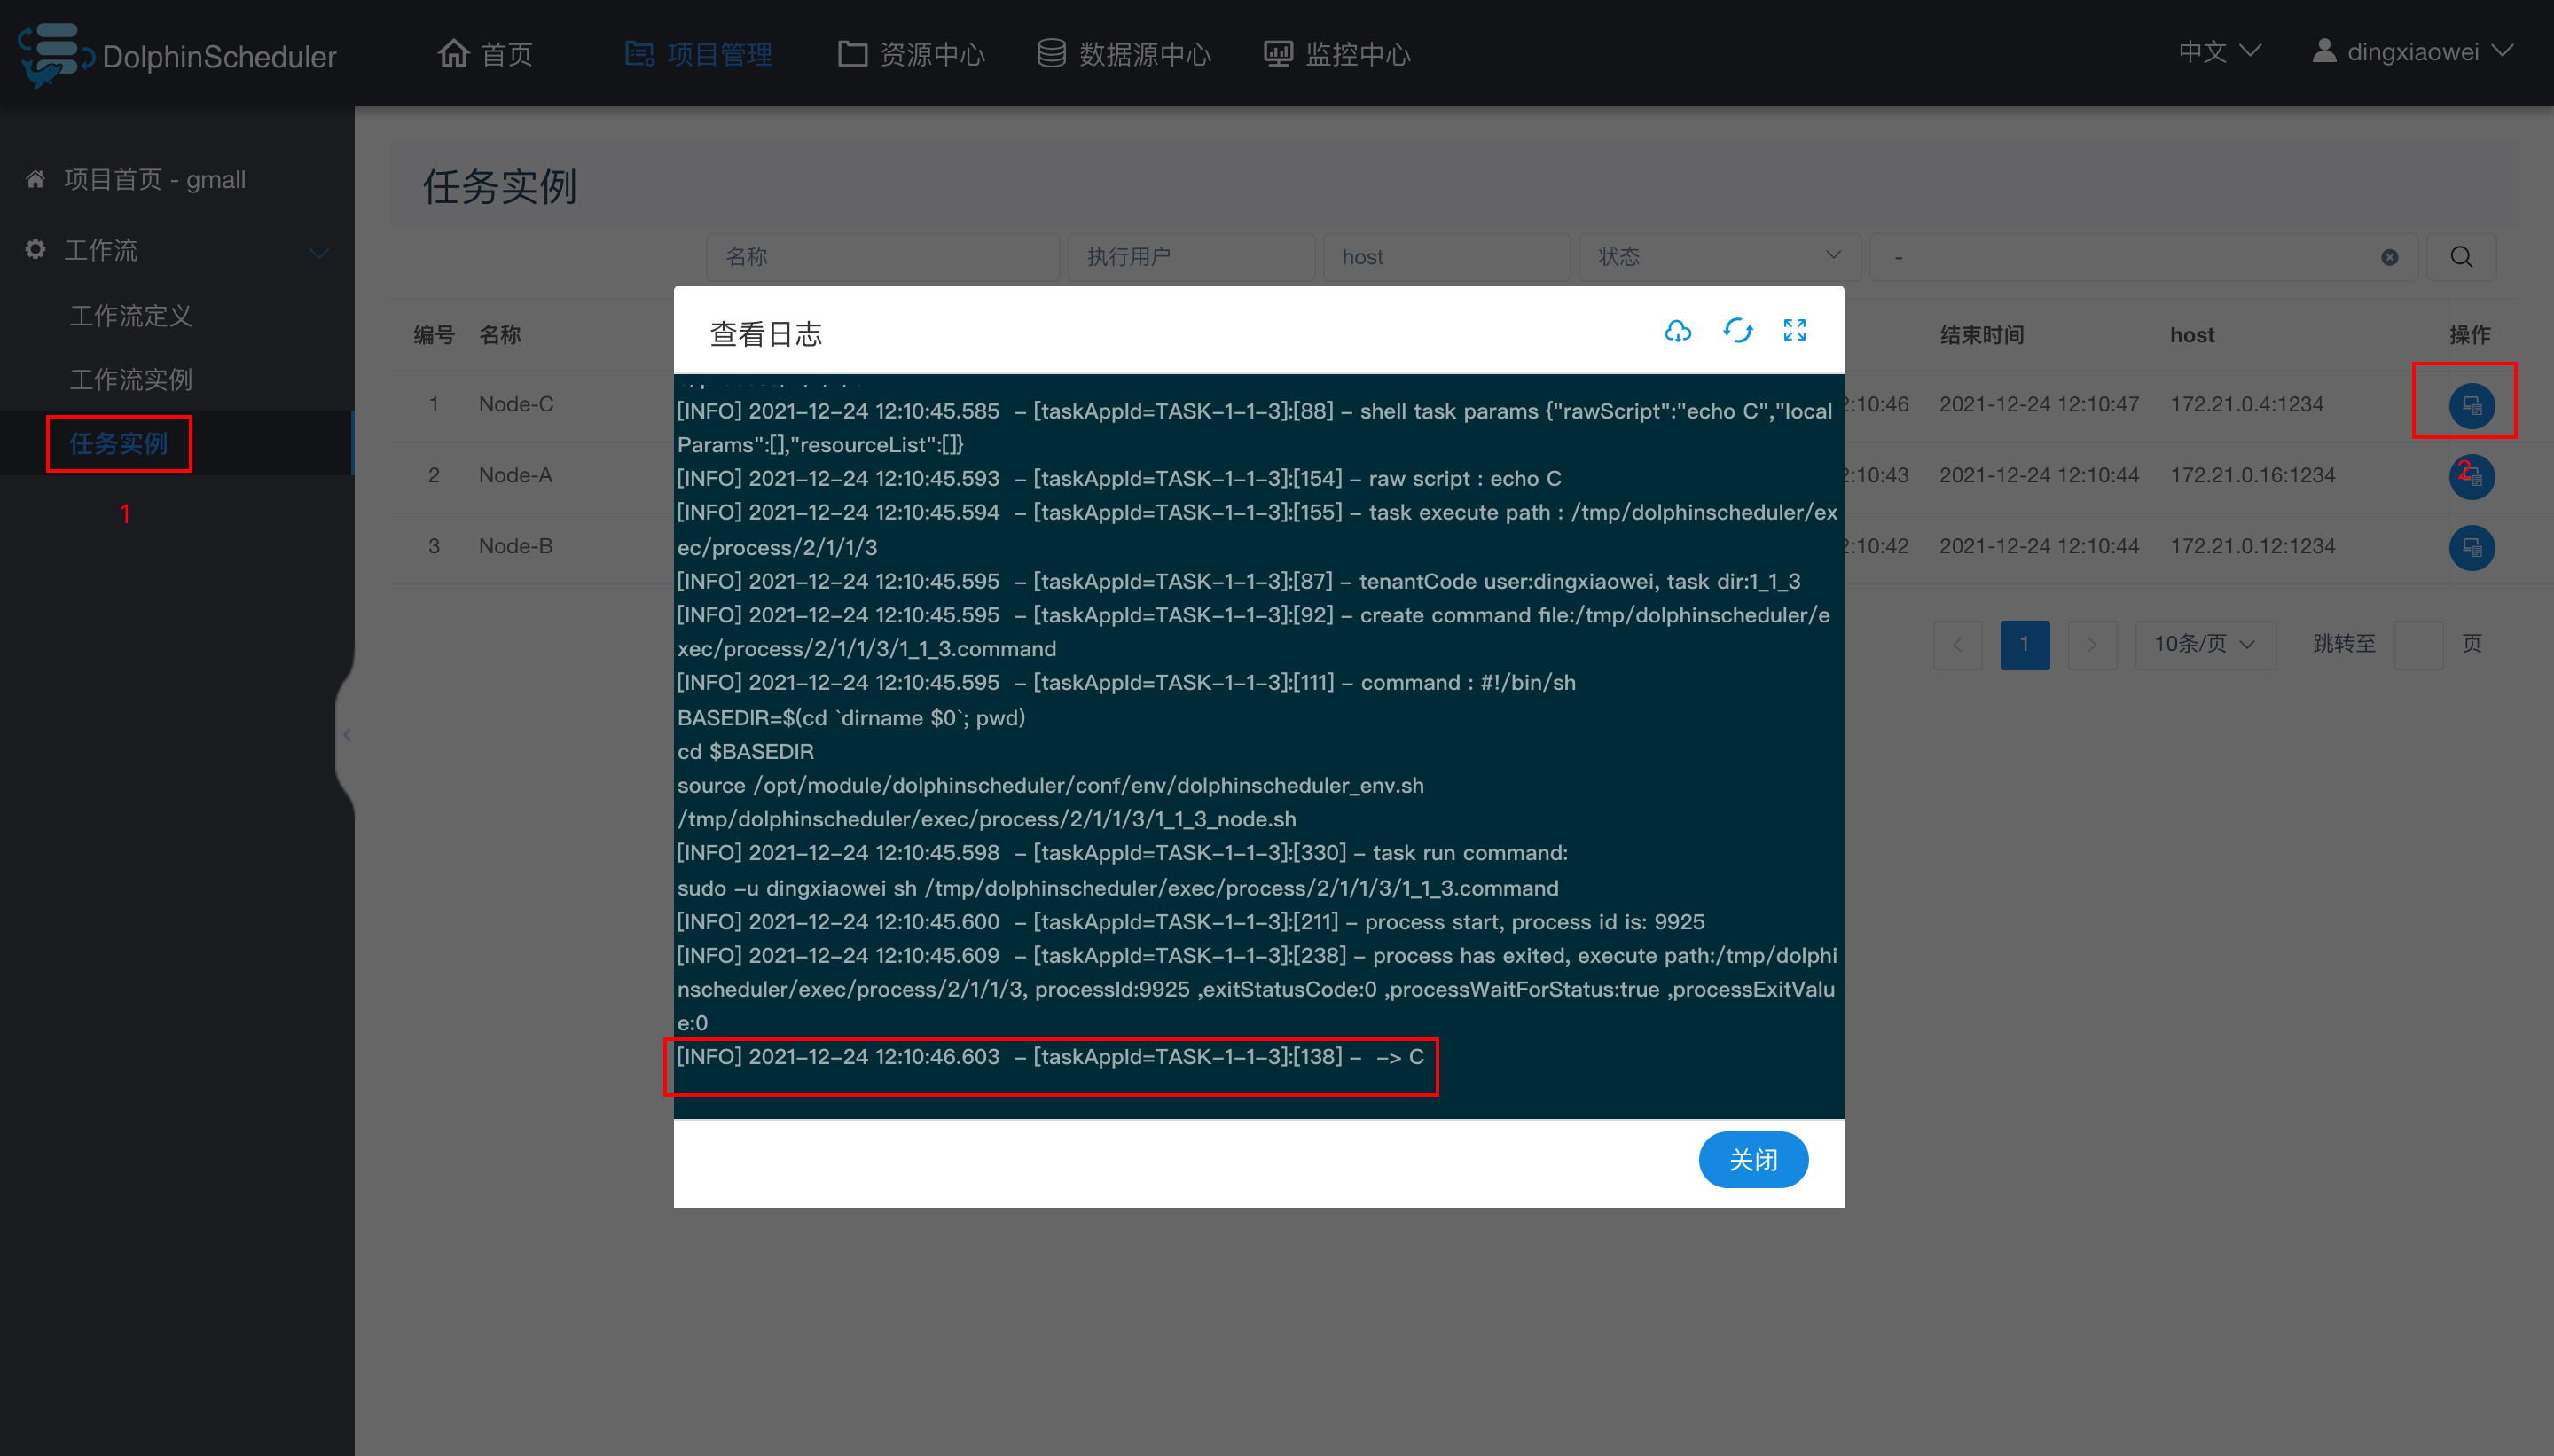 DolphinScheduler
首页
项目管理
资源中心
数据源中心
监控中心
中文
dingxiaowei
项目首页 - gmall
工作流
工作流定义
工作流实例
任务实例
1
任务实例
名称
执行用户
host
状态
-
编号 名称 结束时间 host 操作
1 Node-C 2:10:46 2021-12-24 12:10:47 172.21.0.4:1234
2 Node-A 2:10:43 2021-12-24 12:10:44 172.21.0.16:1234
2
3 Node-B 2:10:42 2021-12-24 12:10:44 172.21.0.12:1234
1 10条/页 跳转至 页
查看日志
[INFO] 2021-12-24 12:10:45.585 - [taskAppId=TASK-1-1-3]:[88] - shell task params {"rawScript":"echo C","local
Params":[],"resourceList":[]}
[INFO] 2021-12-24 12:10:45.593 - [taskAppId=TASK-1-1-3]:[154] - raw script : echo C
[INFO] 2021-12-24 12:10:45.594 - [taskAppId=TASK-1-1-3]:[155] - task execute path : /tmp/dolphinscheduler/ex
ec/process/2/1/1/3
[INFO] 2021-12-24 12:10:45.595 - [taskAppId=TASK-1-1-3]:[87] - tenantCode user:dingxiaowei, task dir:1_1_3
[INFO] 2021-12-24 12:10:45.595 - [taskAppId=TASK-1-1-3]:[92] - create command file:/tmp/dolphinscheduler/e
xec/process/2/1/1/3/1_1_3.command
[INFO] 2021-12-24 12:10:45.595 - [taskAppId=TASK-1-1-3]:[111] - command : #!/bin/sh
BASEDIR=$(cd `dirname $0`; pwd)
cd $BASEDIR
source /opt/module/dolphinscheduler/conf/env/dolphinscheduler_env.sh
/tmp/dolphinscheduler/exec/process/2/1/1/3/1_1_3_node.sh
[INFO] 2021-12-24 12:10:45.598 - [taskAppId=TASK-1-1-3]:[330] - task run command:
sudo -u dingxiaowei sh /tmp/dolphinscheduler/exec/process/2/1/1/3/1_1_3.command
[INFO] 2021-12-24 12:10:45.600 - [taskAppId=TASK-1-1-3]:[211] - process start, process id is: 9925
[INFO] 2021-12-24 12:10:45.609 - [taskAppId=TASK-1-1-3]:[238] - process has exited, execute path:/tmp/dolphi
nscheduler/exec/process/2/1/1/3, processId:9925 ,exitStatusCode:0 ,processWaitForStatus:true ,processExitValu
e:0
[INFO] 2021-12-24 12:10:46.603 - [taskAppId=TASK-1-1-3]:[138] - -> C
关闭